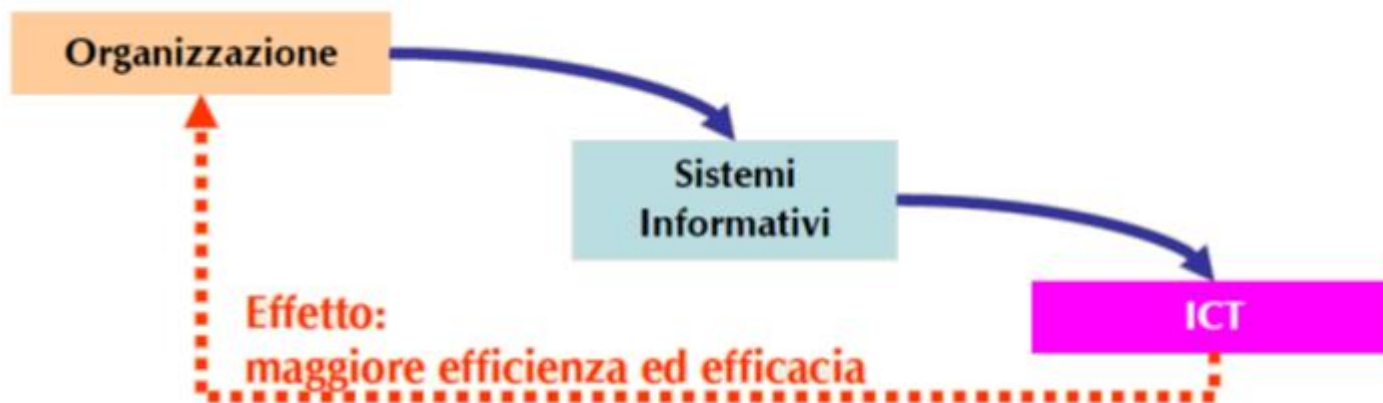 Organizzazione
Sistemi
Informativi
ICT
Effetto:
maggiore efficienza ed efficacia